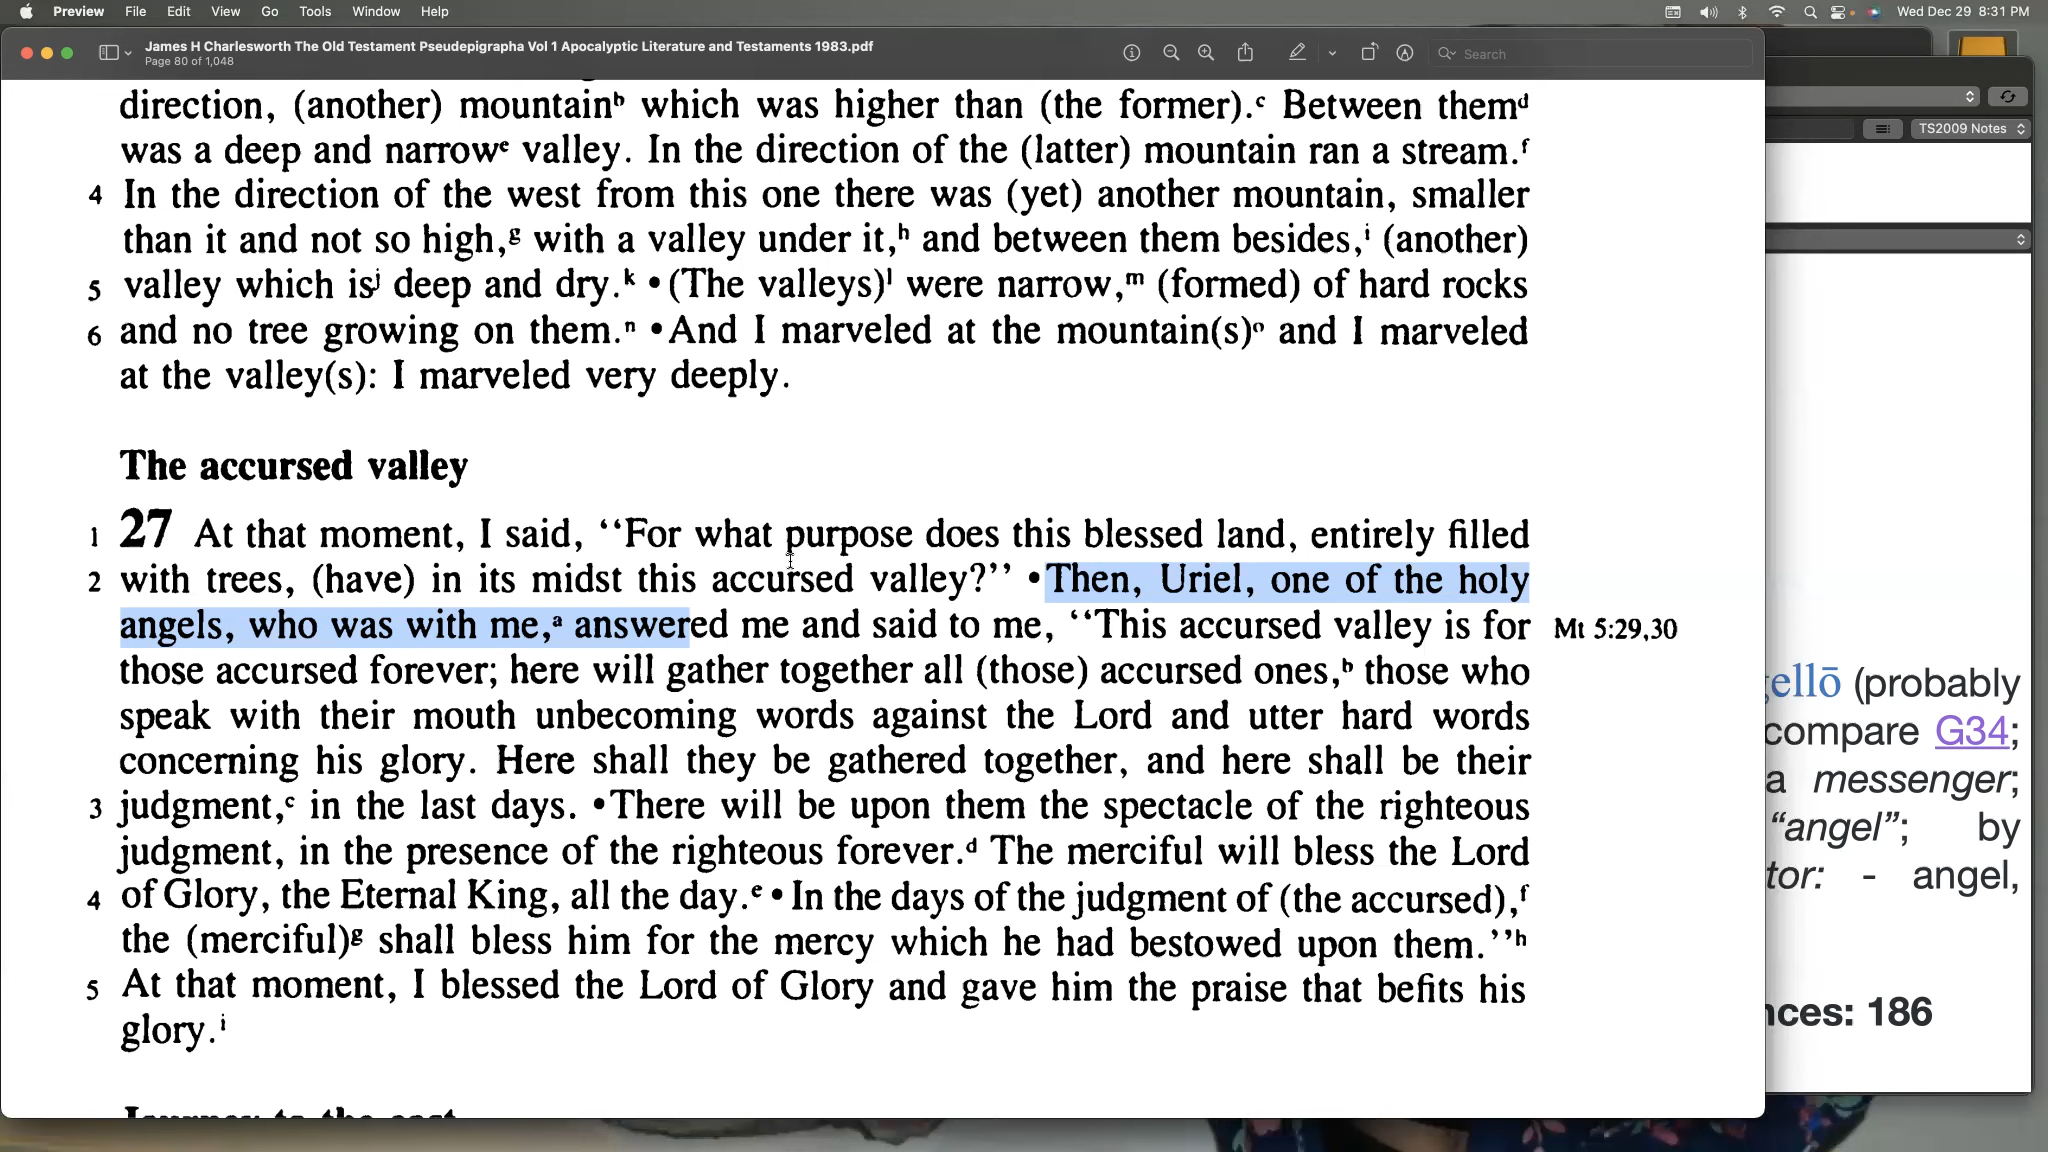 Preview File Edit View Go Tools Window Help Wed Dec 29 8:31 PM
James H Charlesworth The Old Testament Pseudepigrapha Vol 1 Apocalyptic Literature and Testaments 1983.pdf
Page 80 of 1,048
Search
direction, (another) mountainᵇ which was higher than (the former).ᶜ Between themᵈ
was a deep and narrowᵉ valley. In the direction of the (latter) mountain ran a stream.ᶠ
4 In the direction of the west from this one there was (yet) another mountain, smaller
than it and not so high,ᵍ with a valley under it,ʰ and between them besides,ⁱ (another)
5 valley which isʲ deep and dry.ᵏ •(The valleys)ˡ were narrow,ᵐ (formed) of hard rocks
6 and no tree growing on them.ⁿ •And I marveled at the mountain(s)ᵒ and I marveled
at the valley(s): I marveled very deeply.
The accursed valley
1 27 At that moment, I said, ‘‘For what purpose does this blessed land, entirely filled
2 with trees, (have) in its midst this accursed valley?’’ •Then, Uriel, one of the holy
angels, who was with me,ᵃ answered me and said to me, ‘‘This accursed valley is for Mt 5:29,30
those accursed forever; here will gather together all (those) accursed ones,ᵇ those who
speak with their mouth unbecoming words against the Lord and utter hard words
concerning his glory. Here shall they be gathered together, and here shall be their
3 judgment,ᶜ in the last days. •There will be upon them the spectacle of the righteous
judgment, in the presence of the righteous forever.ᵈ The merciful will bless the Lord
4 of Glory, the Eternal King, all the day.ᵉ •In the days of the judgment of (the accursed),ᶠ
the (merciful)ᵍ shall bless him for the mercy which he had bestowed upon them.’’ʰ
5 At that moment, I blessed the Lord of Glory and gave him the praise that befits his
glory.ⁱ
Journey to the east
TS2009 Notes
gellō (probably
compare G34;
a messenger;
“angel”; by
tor: - angel,
nces: 186